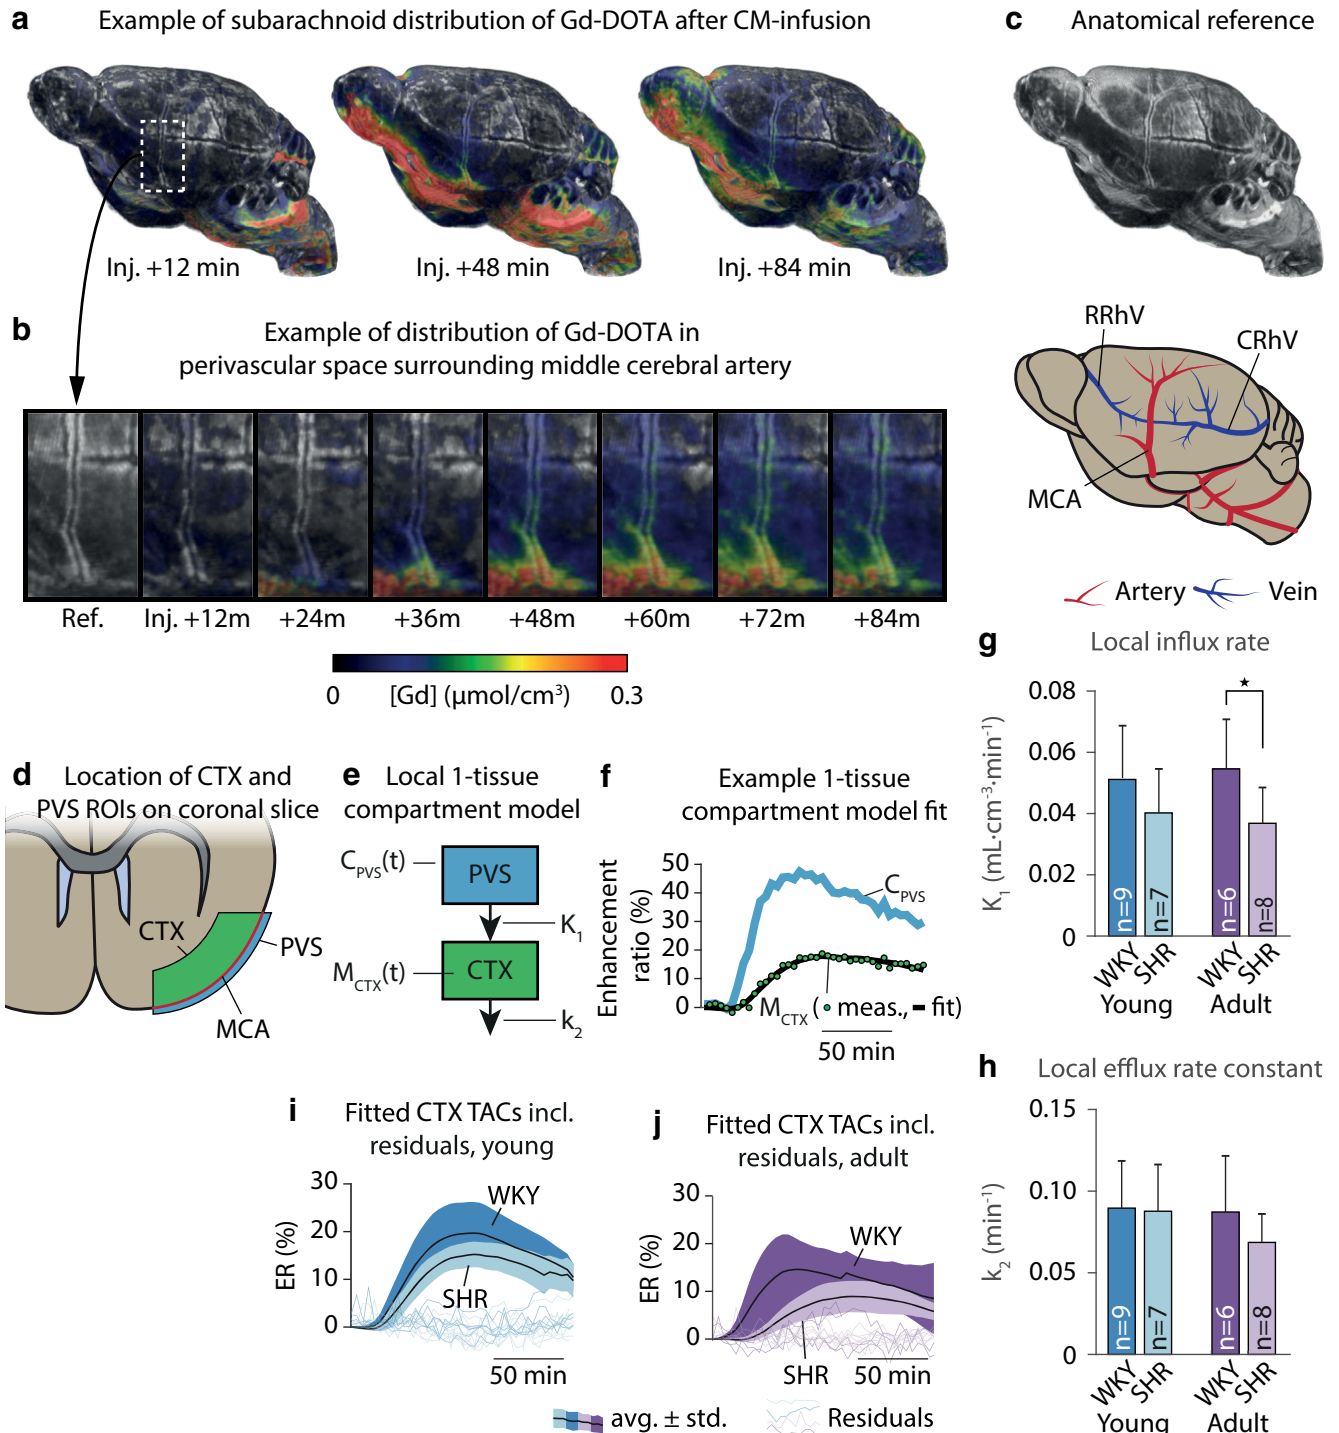 a Example of subarachnoid distribution of Gd-DOTA after CM-infusion
Inj. +12 min
Inj. +48 min
Inj. +84 min
b Example of distribution of Gd-DOTA in
perivascular space surrounding middle cerebral artery
Ref.
Inj. +12m
+24m
+36m
+48m
+60m
+72m
+84m
0
[Gd] (µmol/cm³)
0.3
c Anatomical reference
RRhV
CRhV
MCA
Artery
Vein
d Location of CTX and
PVS ROIs on coronal slice
CTX
PVS
MCA
e Local 1-tissue
compartment model
C_PVS(t)
PVS
K₁
M_CTX(t)
CTX
k₂
f Example 1-tissue
compartment model fit
Enhancement
ratio (%)
50
40
30
20
10
0
C_PVS
M_CTX ( meas., fit)
50 min
g Local influx rate
K₁ (mL·cm⁻³·min⁻¹)
0.08
0.06
0.04
0.02
0
★
n=9
n=7
n=6
n=8
WKY
SHR
WKY
SHR
Young
Adult
h Local efflux rate constant
k₂ (min⁻¹)
0.15
0.10
0.05
0
n=9
n=7
n=6
n=8
WKY
SHR
WKY
SHR
Young
Adult
i Fitted CTX TACs incl.
residuals, young
ER (%)
30
20
10
0
WKY
SHR
50 min
j Fitted CTX TACs incl.
residuals, adult
ER (%)
30
20
10
0
WKY
SHR
50 min
avg. ± std.
Residuals